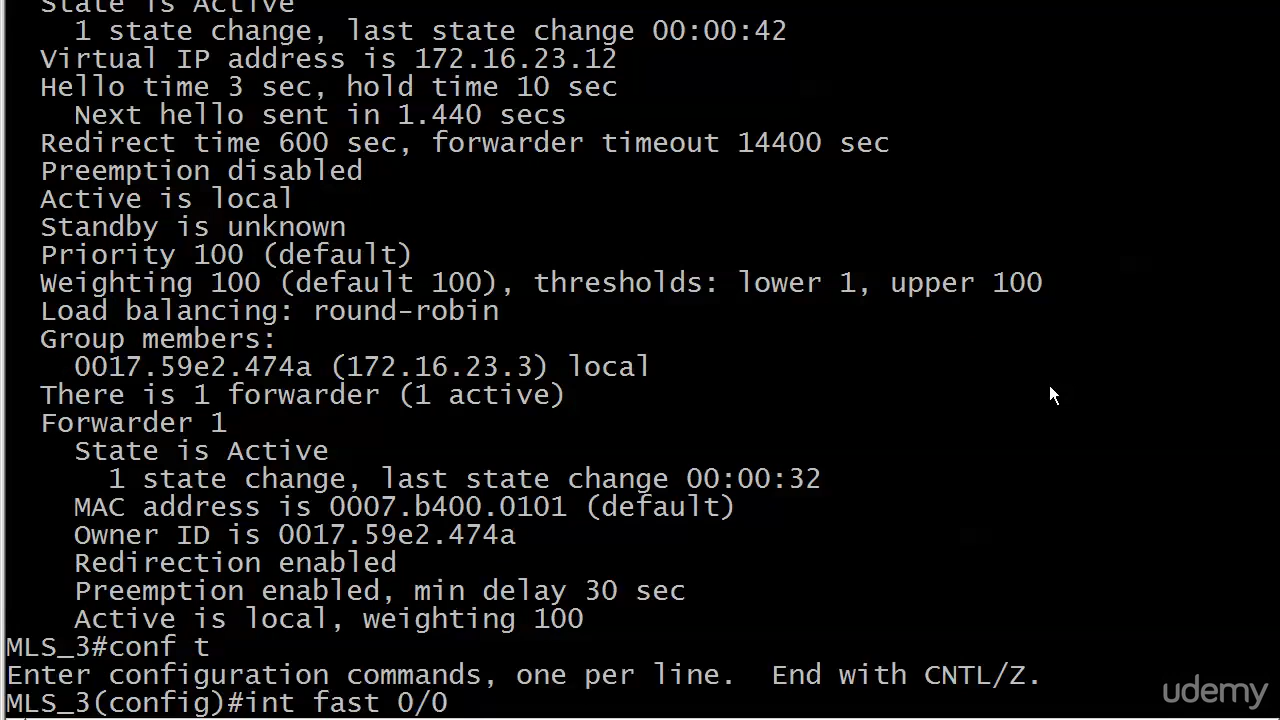 State is Active
1 state change, last state change 00:00:42
Virtual IP address is 172.16.23.12
Hello time 3 sec, hold time 10 sec
Next hello sent in 1.440 secs
Redirect time 600 sec, forwarder timeout 14400 sec
Preemption disabled
Active is local
Standby is unknown
Priority 100 (default)
Weighting 100 (default 100), thresholds: lower 1, upper 100
Load balancing: round-robin
Group members:
0017.59e2.474a (172.16.23.3) local
There is 1 forwarder (1 active)
Forwarder 1
State is Active
1 state change, last state change 00:00:32
MAC address is 0007.b400.0101 (default)
Owner ID is 0017.59e2.474a
Redirection enabled
Preemption enabled, min delay 30 sec
Active is local, weighting 100
MLS_3#conf t
Enter configuration commands, one per line.  End with CNTL/Z.
MLS_3(config)#int fast 0/0
udemy